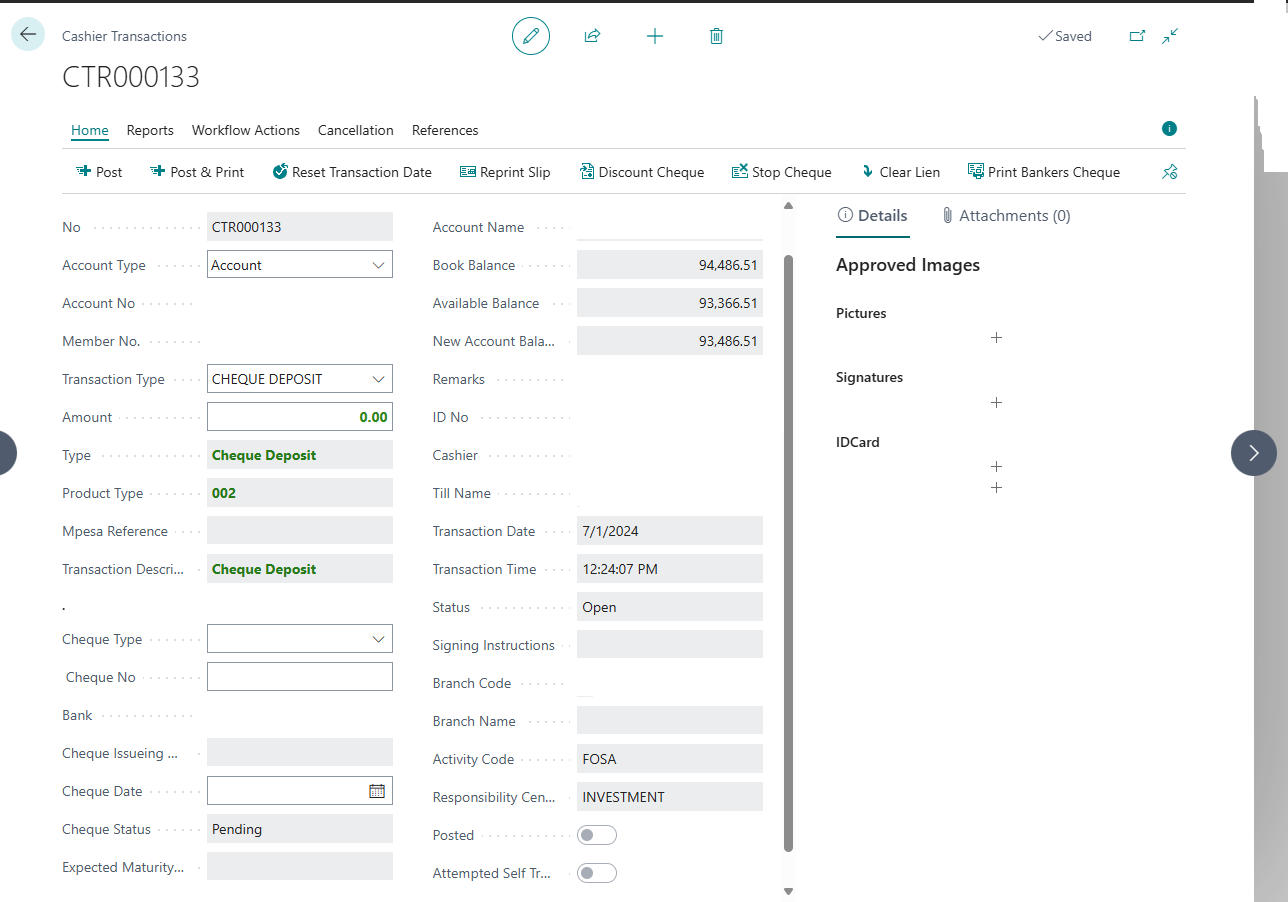 Cashier Transactions
Saved
CTR000133
Home Reports Workflow Actions Cancellation References
Post Post & Print Reset Transaction Date Reprint Slip Discount Cheque Stop Cheque Clear Lien Print Bankers Cheque
No CTR000133
Account Type Account
Account No
Member No.
Transaction Type CHEQUE DEPOSIT
Amount 0.00
Type Cheque Deposit
Product Type 002
Mpesa Reference
Transaction Descri... Cheque Deposit
.
Cheque Type
Cheque No
Bank
Cheque Issueing ...
Cheque Date
Cheque Status Pending
Expected Maturity...
Account Name
Book Balance 94,486.51
Available Balance 93,366.51
New Account Bala... 93,486.51
Remarks
ID No
Cashier
Till Name
Transaction Date 7/1/2024
Transaction Time 12:24:07 PM
Status Open
Signing Instructions
Branch Code
Branch Name
Activity Code FOSA
Responsibility Cen... INVESTMENT
Posted
Attempted Self Tr...
Details Attachments (0)
Approved Images
Pictures
Signatures
IDCard